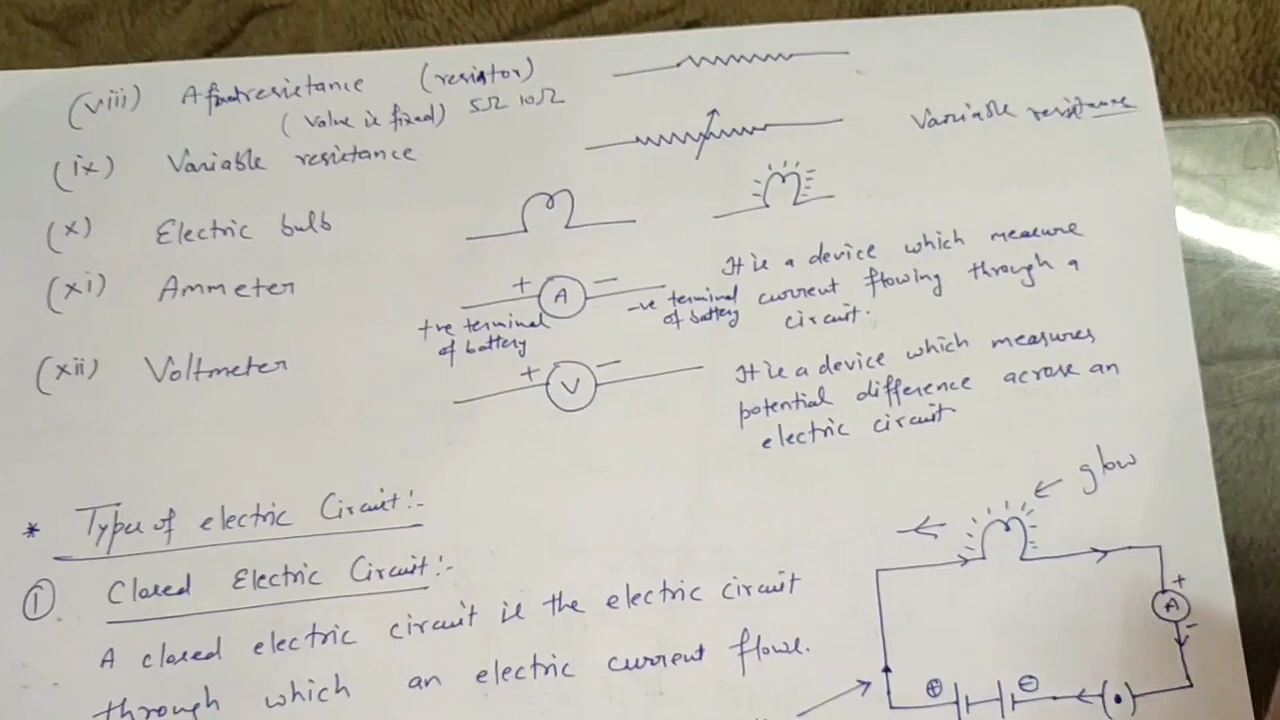 (viii) A fixed resistance (resistor)
(value is fixed) 5Ω 10Ω
Variable resistance
(ix) Variable resistance
(x) Electric bulb
(xi) Ammeter
+ A −
+ve terminal of battery
-ve terminal of battery
It is a device which measure
current flowing through a
circuit.
(xii) Voltmeter
+ V −
It is a device which measures
potential difference across an
electric circuit
* Types of electric Circuit:-
glow
① Closed Electric Circuit:-
A closed electric circuit is the electric circuit
through which an electric current flows.
+ A −
⊕ ⊖